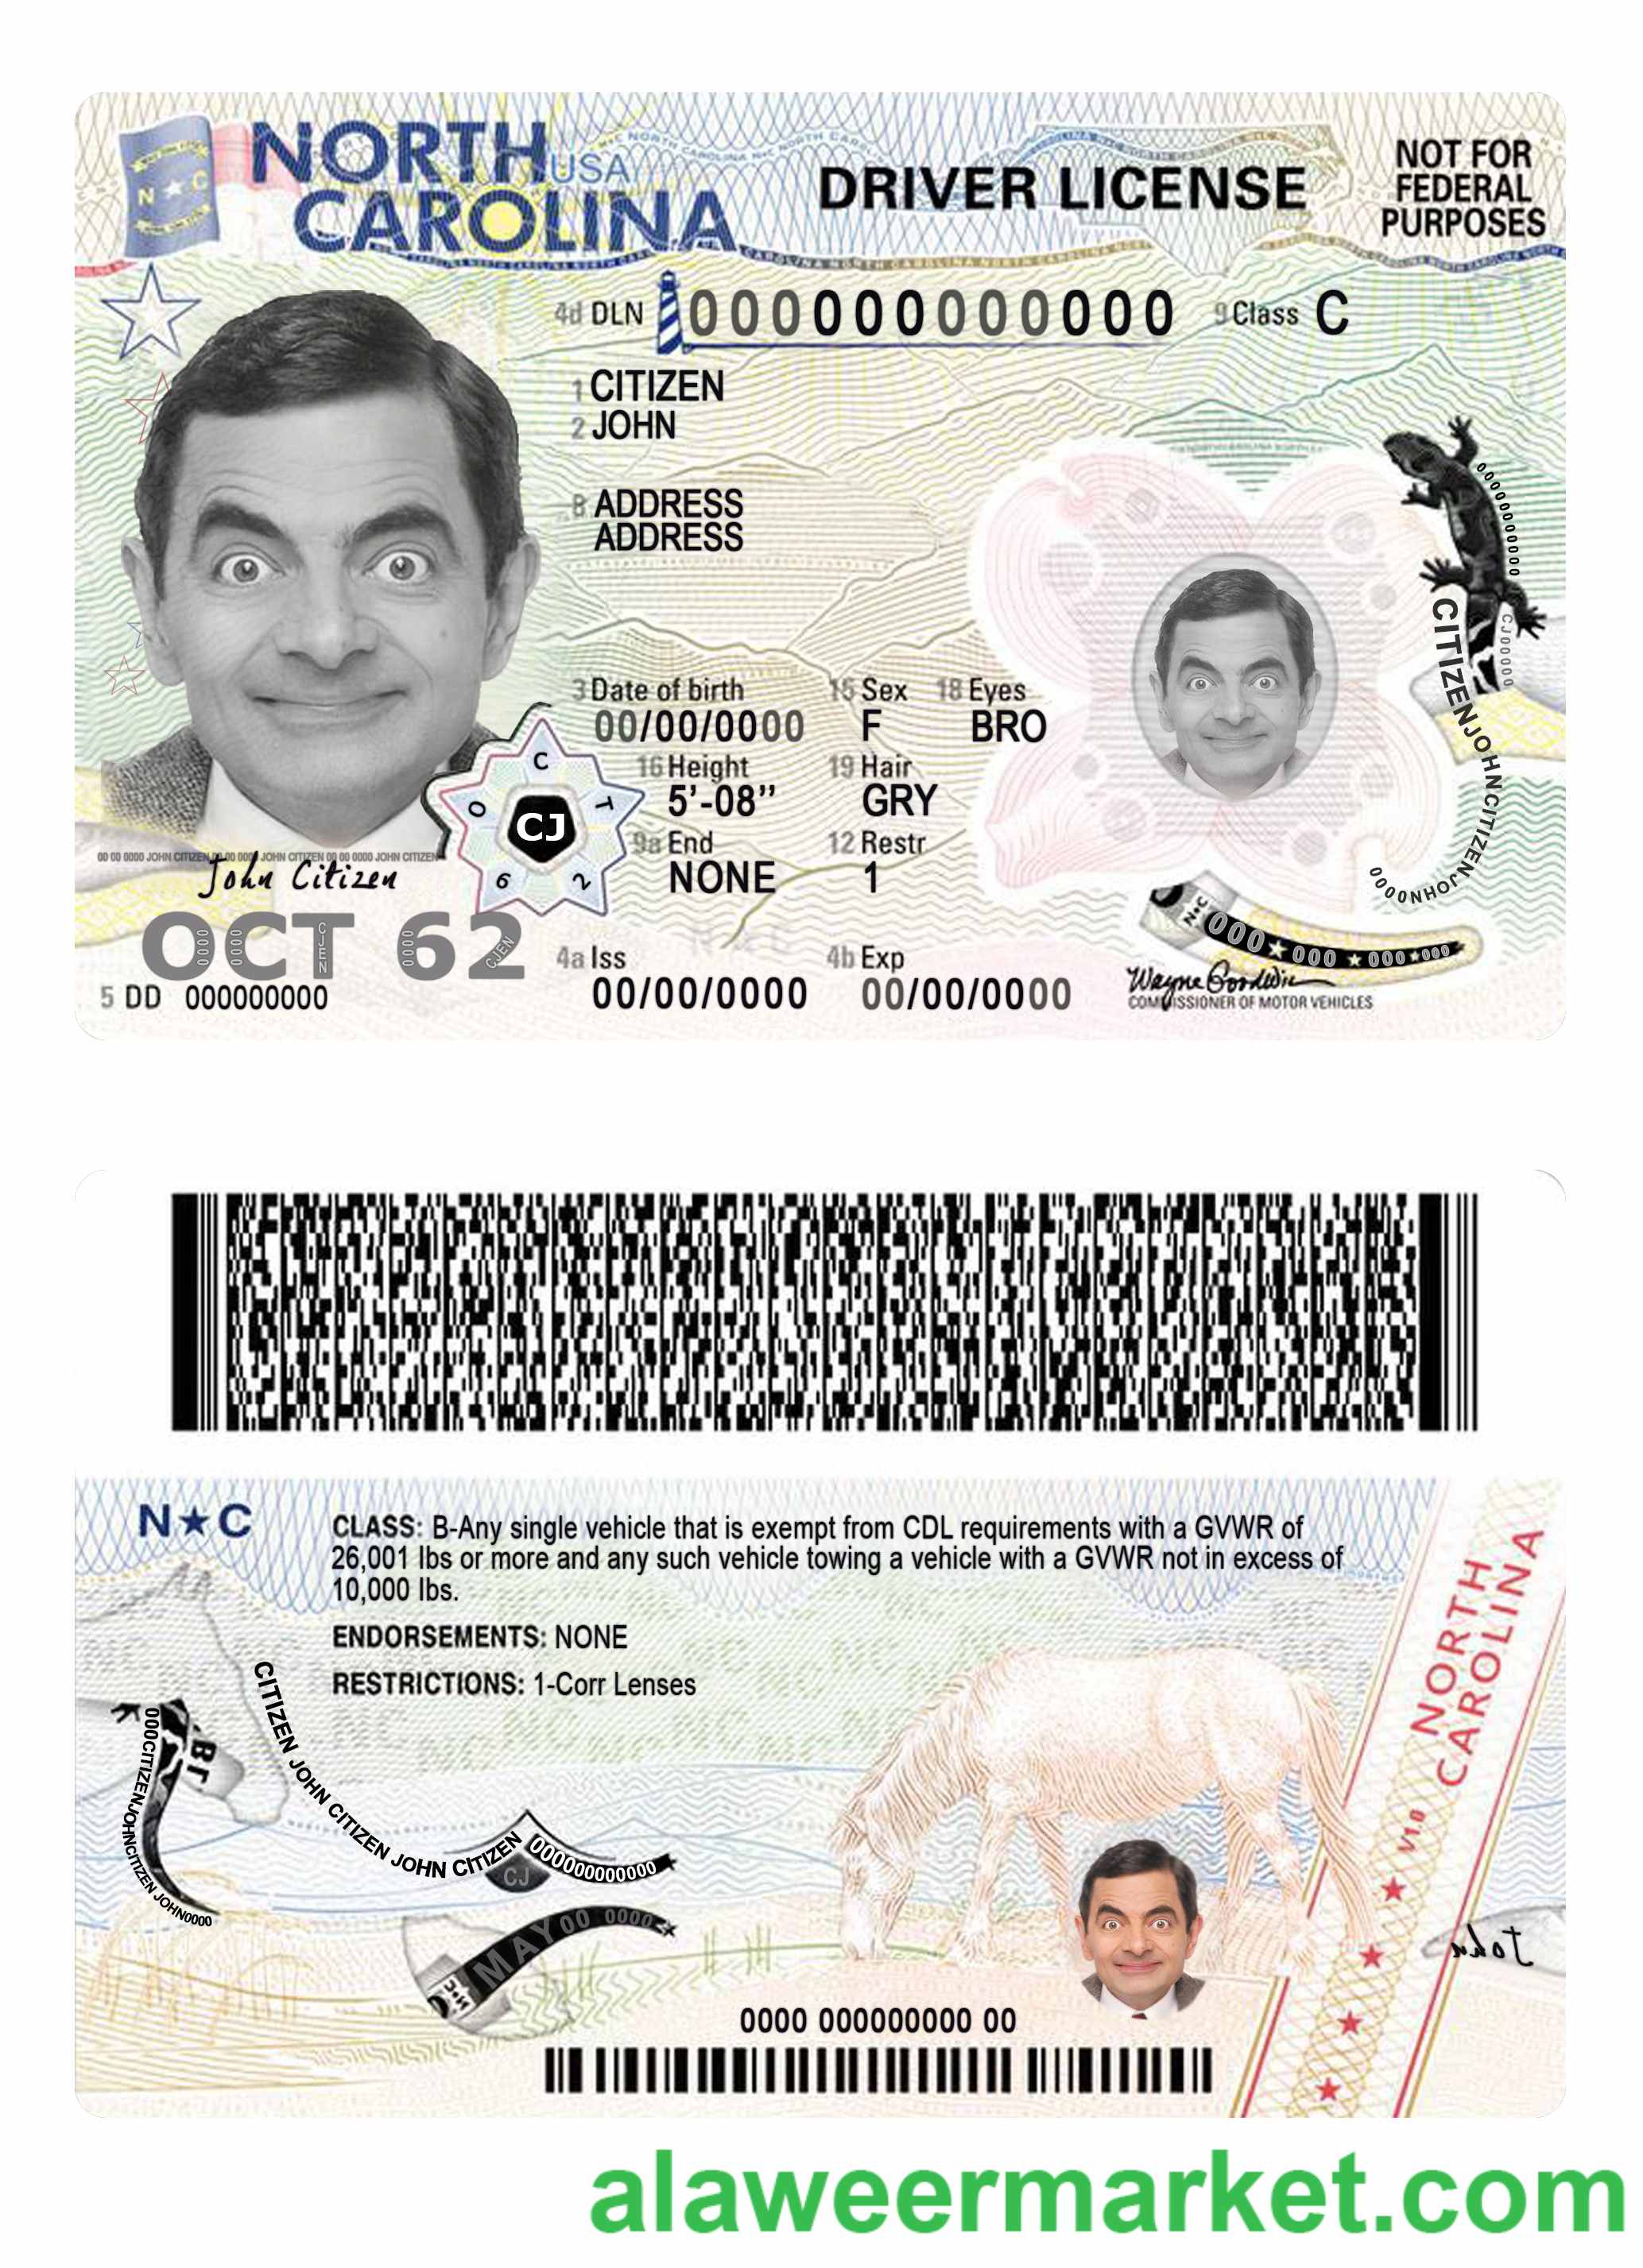 NORTH USA
CAROLINA
DRIVER LICENSE
NOT FOR
FEDERAL
PURPOSES
4d DLN 000000000000 9 Class C
1 CITIZEN
2 JOHN
8 ADDRESS
ADDRESS
3 Date of birth 15 Sex 18 Eyes
00/00/0000 F BRO
16 Height 19 Hair
5'-08” GRY
9a End 12 Restr
NONE 1
C
T
2
6
O
CJ
00 00 0000 JOHN CITIZEN 00 00 0000 JOHN CITIZEN 00 00 0000 JOHN CITIZEN
John Citizen
OCT 62
5 DD 000000000
4a Iss 4b Exp
00/00/0000 00/00/0000
CITIZENJOHNCITIZENJOHN0000
N★C
000★000★000★000
Wayne Goodwin
COMMISSIONER OF MOTOR VEHICLES
N★C
CLASS: B-Any single vehicle that is exempt from CDL requirements with a GVWR of
26,001 lbs or more and any such vehicle towing a vehicle with a GVWR not in excess of
10,000 lbs.
ENDORSEMENTS: NONE
RESTRICTIONS: 1-Corr Lenses
NORTH
CAROLINA
V10
000CITIZENJOHNCITIZEN JOHN0000
CITIZEN JOHN CITIZEN JOHN CITIZEN
000000000000
CJ
MAY 00 0000
John
0000 000000000 00
alaweermarket.com